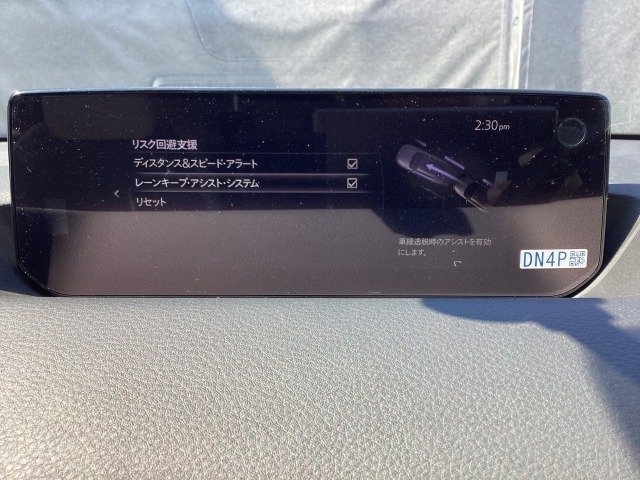 2:30pm
リスク回避支援
ディスタンス&スピード・アラート
レーンキープ・アシスト・システム
リセット
車線逸脱時のアシストを有効
にします。
DN4P